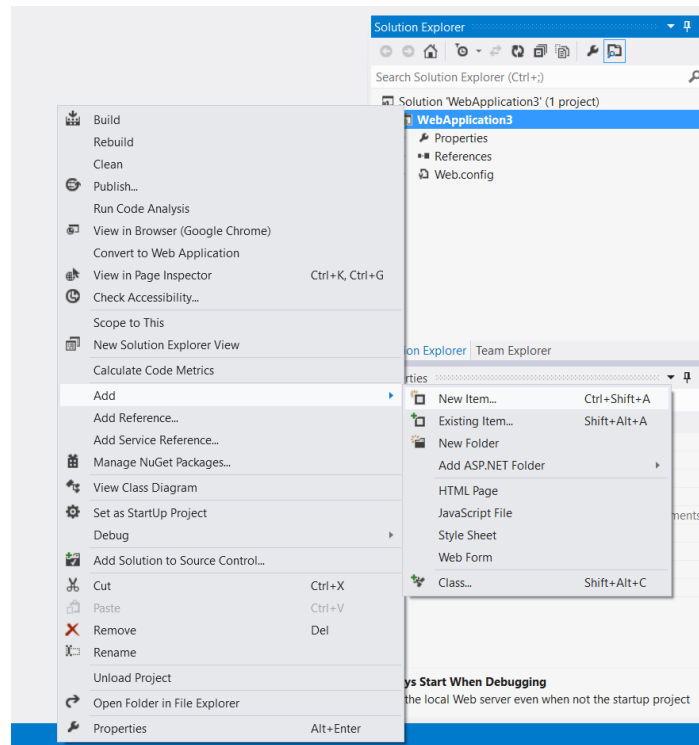 Solution Explorer
Search Solution Explorer (Ctrl+;)
Solution 'WebApplication3' (1 project)
WebApplication3
Properties
References
Web.config
Build
Rebuild
Clean
Publish...
Run Code Analysis
View in Browser (Google Chrome)
Convert to Web Application
View in Page Inspector Ctrl+K, Ctrl+G
Check Accessibility...
Scope to This
New Solution Explorer View
Calculate Code Metrics
Add
Add Reference...
Add Service Reference...
Manage NuGet Packages...
View Class Diagram
Set as StartUp Project
Debug
Add Solution to Source Control...
Cut Ctrl+X
Paste Ctrl+V
Remove Del
Rename
Unload Project
Open Folder in File Explorer
Properties Alt+Enter
ion Explorer Team Explorer
rties
New Item... Ctrl+Shift+A
Existing Item... Shift+Alt+A
New Folder
Add ASP.NET Folder
HTML Page
JavaScript File
Style Sheet
Web Form
Class... Shift+Alt+C
ments
ys Start When Debugging
the local Web server even when not the startup project